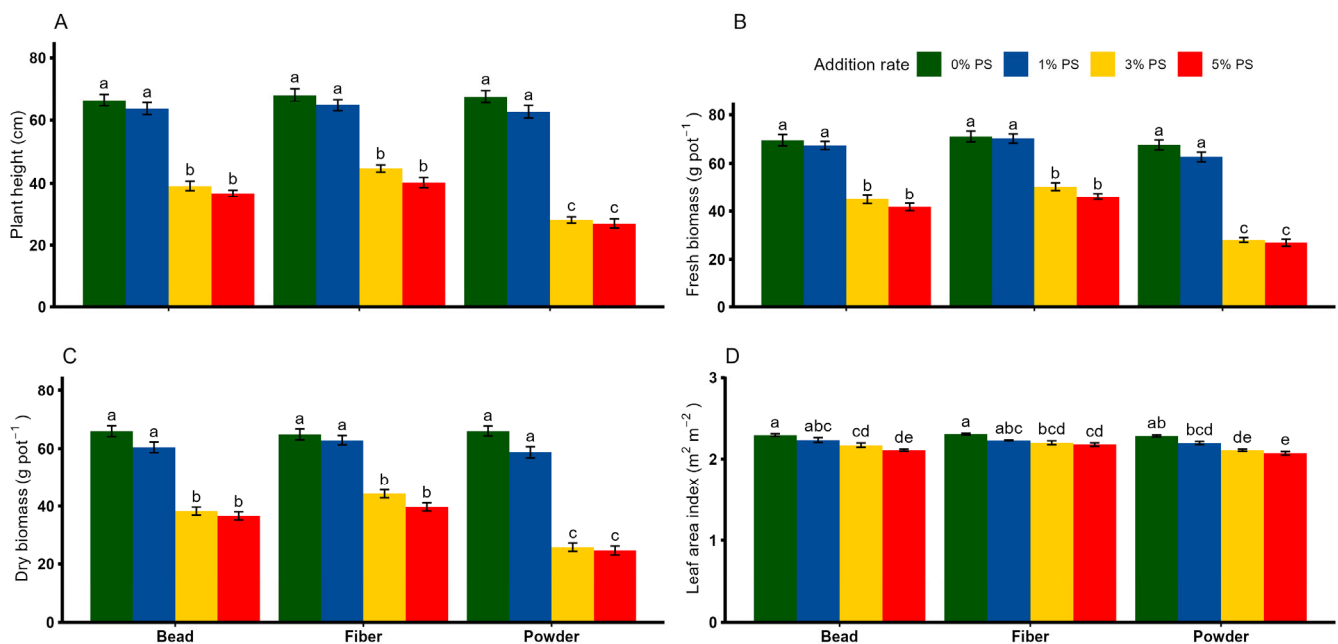 A
80
60
40
20
0
Plant height (cm)
a a b b a a b b a a c c
B
Addition rate 0% PS 1% PS 3% PS 5% PS
80
60
40
20
0
Fresh biomass (g pot⁻¹)
a a b b a a b b a a c c
C
80
60
40
20
0
Dry biomass (g pot⁻¹)
a a b b a a b b a a c c
Bead Fiber Powder
D
3
2
1
0
Leaf area index (m² m⁻²)
a abc cd de a abc bcd cd ab bcd de e
Bead Fiber Powder